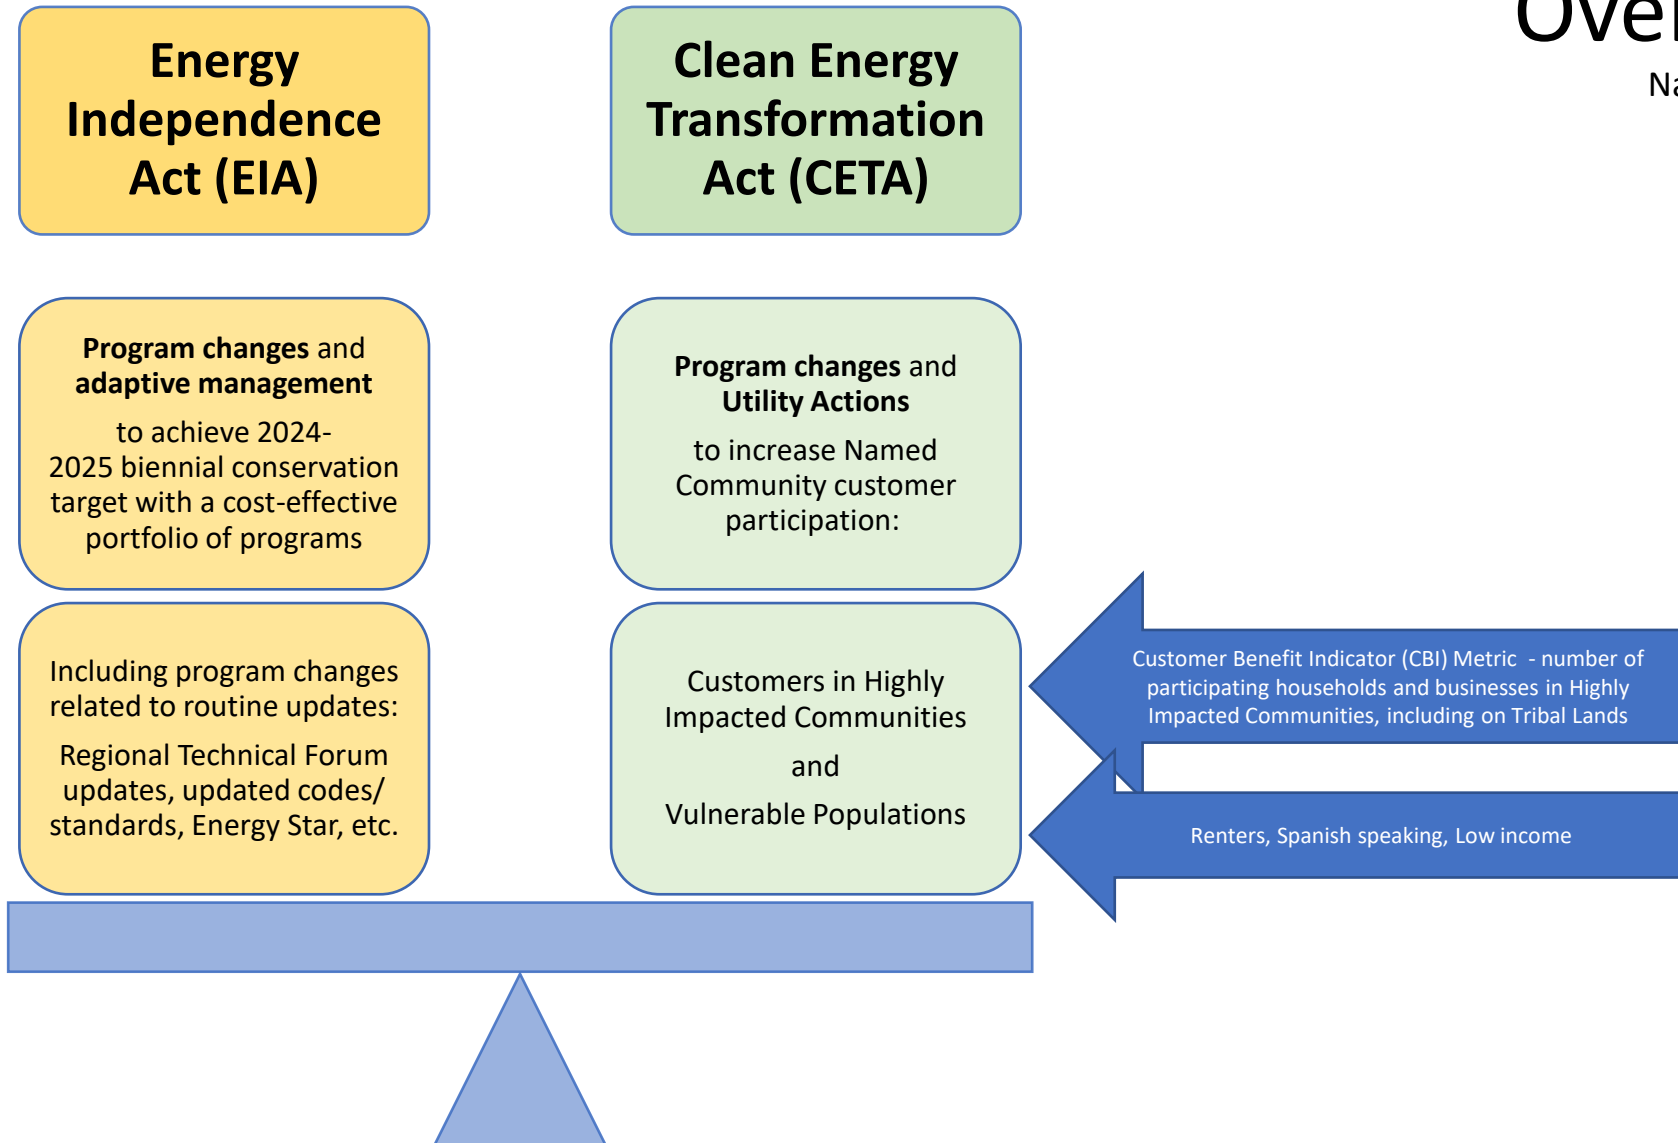 Energy
Independence
Act (EIA)
Clean Energy
Transformation
Act (CETA)
Program changes and
adaptive management
to achieve 2024-
2025 biennial conservation
target with a cost-effective
portfolio of programs
Program changes and
Utility Actions
to increase Named
Community customer
participation:
Including program changes
related to routine updates:
Regional Technical Forum
updates, updated codes/
standards, Energy Star, etc.
Customers in Highly
Impacted Communities
and
Vulnerable Populations
Customer Benefit Indicator (CBI) Metric - number of
participating households and businesses in Highly
Impacted Communities, including on Tribal Lands
Renters, Spanish speaking, Low income